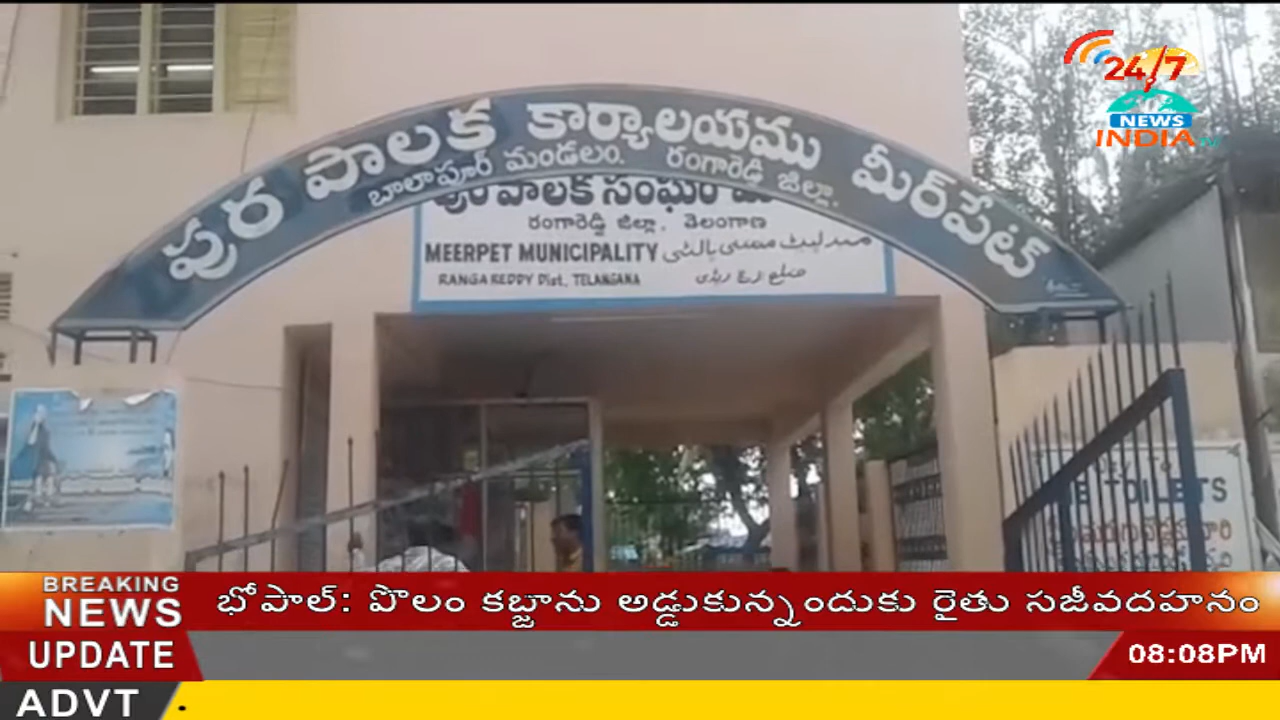 24/7
NEWS
INDIA
పుర పాలక కార్యాలయము మీర్‌పేట్
బాలాపూర్ మండలం. రంగారెడ్డి జిల్లా.
పాలక సంఘం
రంగారెడ్డి జిల్లా, తెలంగాణ
MEERPET MUNICIPALITY
RANGA REDDY Dist, TELANGANA
TOILETS
BREAKING
NEWS
UPDATE
భోపాల్: పొలం కబ్జాను అడ్డుకున్నందుకు రైతు సజీవదహనం
08:08PM
ADVT